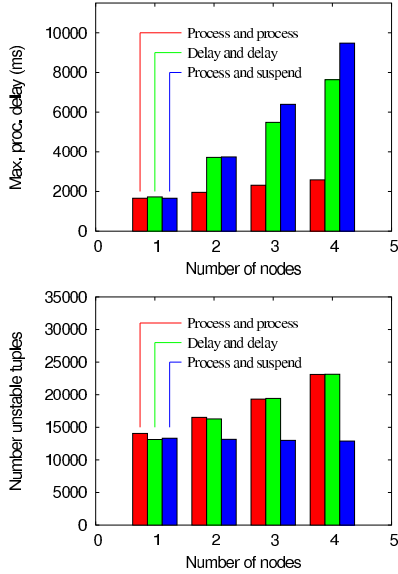 10000
8000
6000
4000
2000
0
Max. proc. delay (ms)
Process and process
Delay and delay
Process and suspend
0 1 2 3 4 5
Number of nodes
35000
30000
25000
20000
15000
10000
5000
0
Number unstable tuples
Process and process
Delay and delay
Process and suspend
0 1 2 3 4 5
Number of nodes